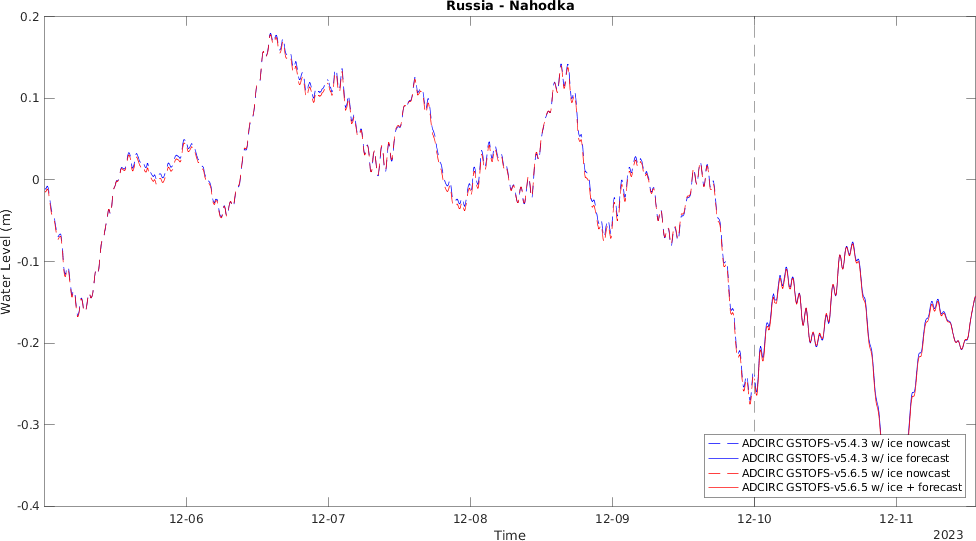 Russia - Nahodka
0.2
0.1
0
-0.1
-0.2
-0.3
-0.4
Water Level (m)
ADCIRC GSTOFS-v5.4.3 w/ ice nowcast
ADCIRC GSTOFS-v5.4.3 w/ ice forecast
ADCIRC GSTOFS-v5.6.5 w/ ice nowcast
ADCIRC GSTOFS-v5.6.5 w/ ice + forecast
12-06 12-07 12-08 12-09 12-10 12-11
Time
2023